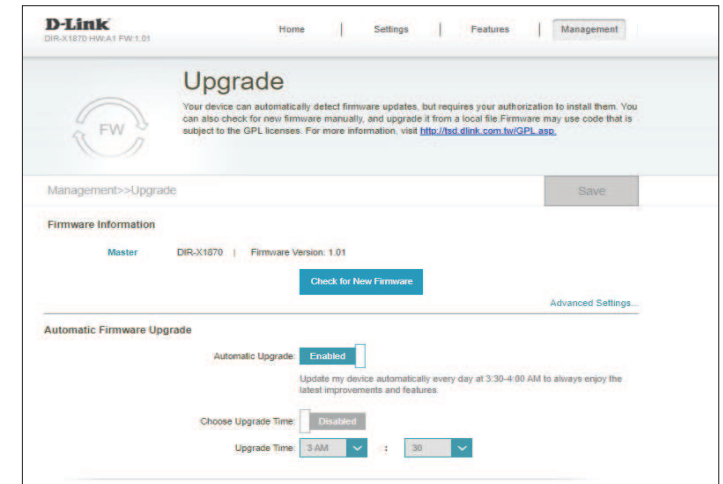 D-Link
DIR-X1870 HW:A1 FW:1.01
Home | Settings | Features | Management
Upgrade
FW
Your device can automatically detect firmware updates, but requires your authorization to install them. You
can also check for new firmware manually, and upgrade it from a local file.Firmware may use code that is
subject to the GPL licenses. For more information, visit http://tsd.dlink.com.tw/GPL.asp.
Management>>Upgrade
Save
Firmware Information
Master DIR-X1870 | Firmware Version: 1.01
Check for New Firmware
Advanced Settings...
Automatic Firmware Upgrade
Automatic Upgrade: Enabled
Update my device automatically every day at 3:30-4:00 AM to always enjoy the
latest improvements and features.
Choose Upgrade Time: Disabled
Upgrade Time: 3 AM : 30